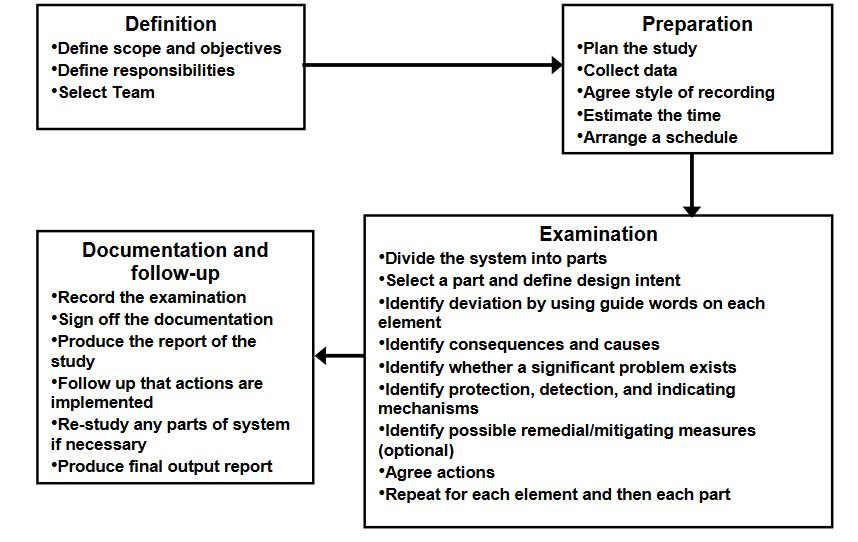 Definition
•Define scope and objectives
•Define responsibilities
•Select Team
Preparation
•Plan the study
•Collect data
•Agree style of recording
•Estimate the time
•Arrange a schedule
Examination
•Divide the system into parts
•Select a part and define design intent
•Identify deviation by using guide words on each
element
•Identify consequences and causes
•Identify whether a significant problem exists
•Identify protection, detection, and indicating
mechanisms
•Identify possible remedial/mitigating measures
(optional)
•Agree actions
•Repeat for each element and then each part
Documentation and
follow-up
•Record the examination
•Sign off the documentation
•Produce the report of the
study
•Follow up that actions are
implemented
•Re-study any parts of system
if necessary
•Produce final output report